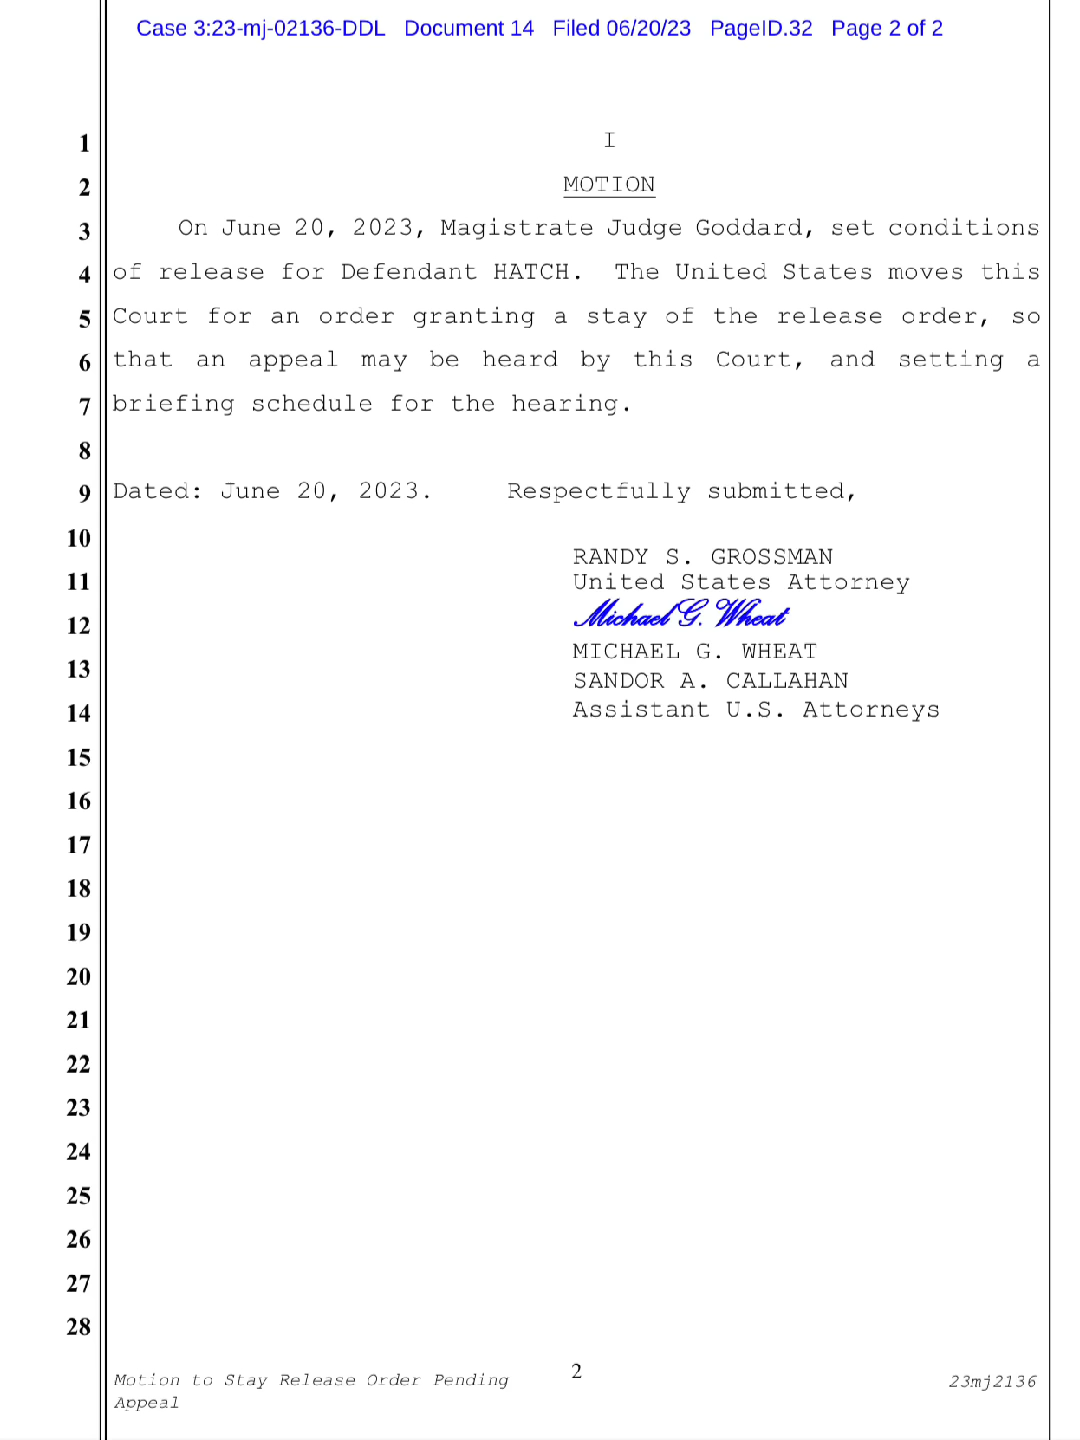 Case 3:23-mj-02136-DDL Document 14 Filed 06/20/23 PageID.32 Page 2 of 2
1 I
2 MOTION
3 On June 20, 2023, Magistrate Judge Goddard, set conditions
4 of release for Defendant HATCH. The United States moves this
5 Court for an order granting a stay of the release order, so
6 that an appeal may be heard by this Court, and setting a
7 briefing schedule for the hearing.
8
9 Dated: June 20, 2023. Respectfully submitted,
10
RANDY S. GROSSMAN
11 United States Attorney
12 Michael G. Wheat
MICHAEL G. WHEAT
13 SANDOR A. CALLAHAN
14 Assistant U.S. Attorneys
15
16
17
18
19
20
21
22
23
24
25
26
27
28
Motion to Stay Release Order Pending 2 23mj2136
Appeal